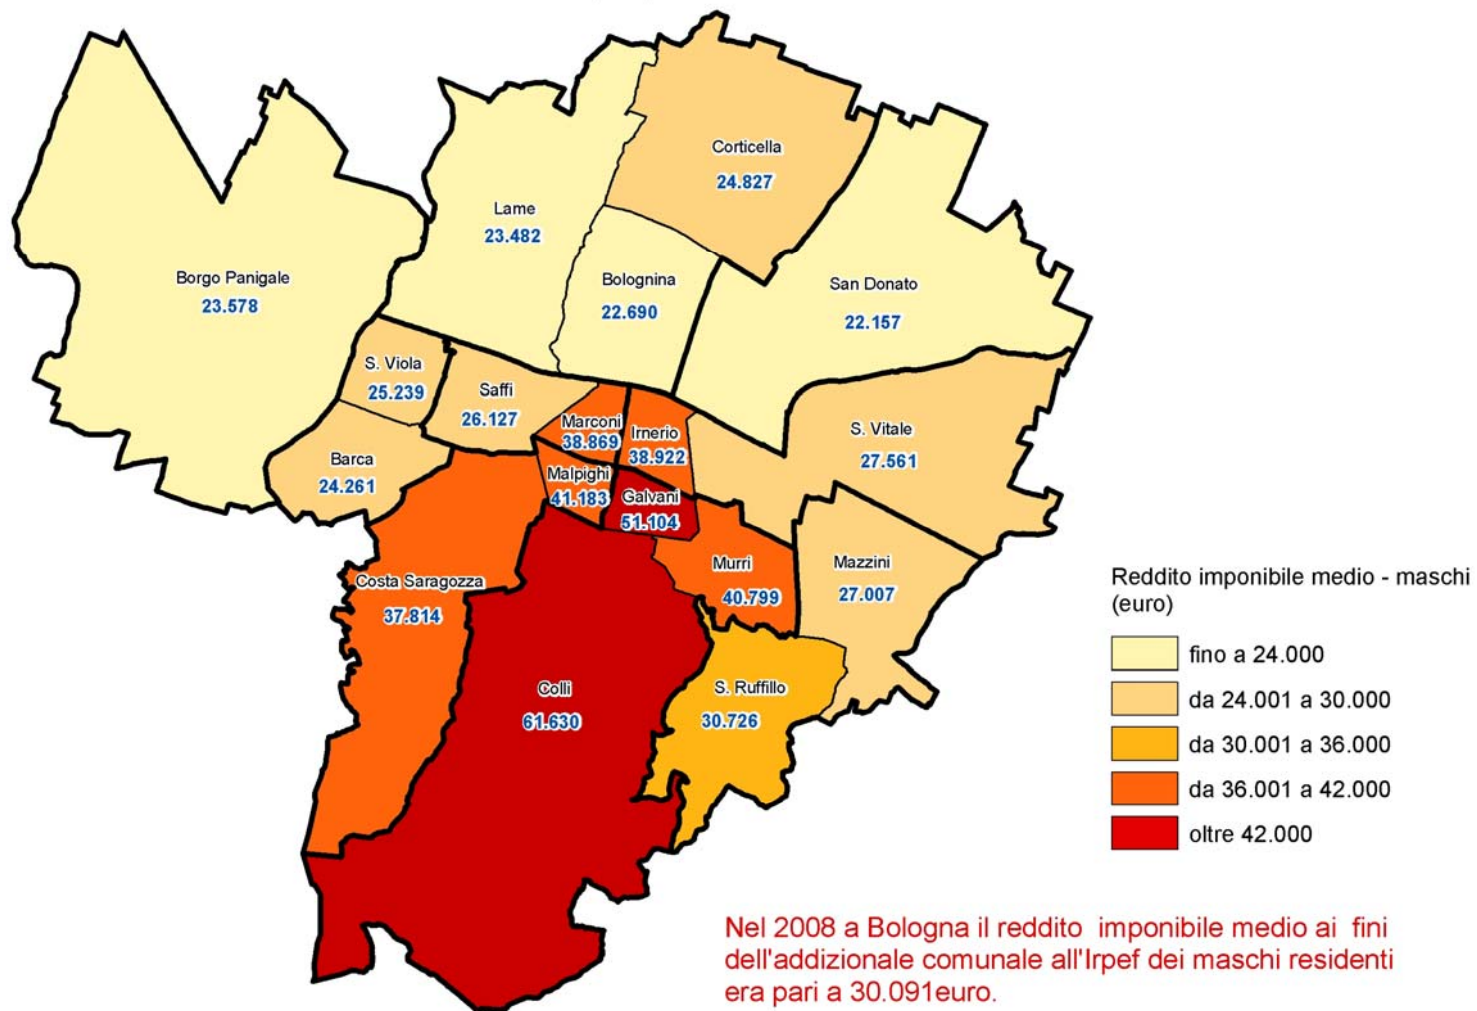 Corticella
24.827
Lame
23.482
Borgo Panigale
23.578
Bolognina
22.690
San Donato
22.157
S. Viola
25.239
Saffi
26.127
Marconi
38.869
Irnerio
38.922
S. Vitale
27.561
Barca
24.261
Malpighi
41.183
Galvani
51.104
Murri
40.799
Mazzini
27.007
Costa Saragozza
37.814
Colli
61.630
S. Ruffillo
30.726
Reddito imponibile medio - maschi
(euro)
fino a 24.000
da 24.001 a 30.000
da 30.001 a 36.000
da 36.001 a 42.000
oltre 42.000
Nel 2008 a Bologna il reddito imponibile medio ai fini
dell'addizionale comunale all'Irpef dei maschi residenti
era pari a 30.091euro.